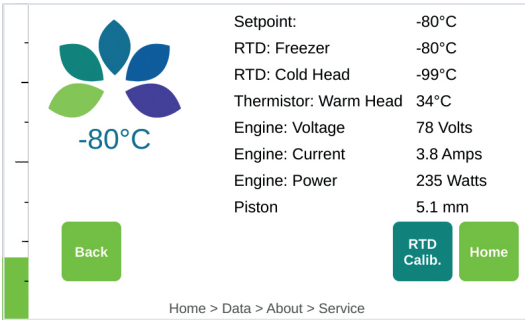 Setpoint: -80°C
RTD: Freezer -80°C
RTD: Cold Head -99°C
Thermistor: Warm Head 34°C
Engine: Voltage 78 Volts
Engine: Current 3.8 Amps
Engine: Power 235 Watts
Piston 5.1 mm
-80°C
Back
RTD
Calib.
Home
Home > Data > About > Service